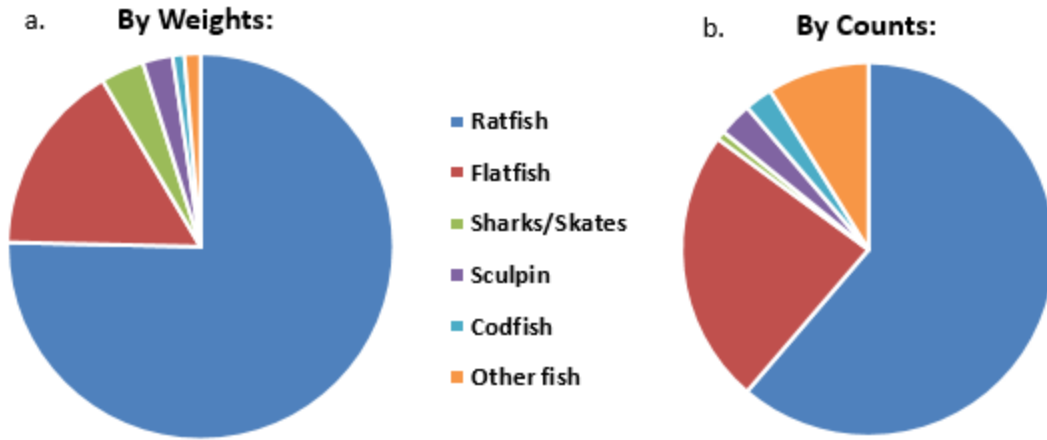 a.
By Weights:
b.
By Counts:
Ratfish
Flatfish
Sharks/Skates
Sculpin
Codfish
Other fish